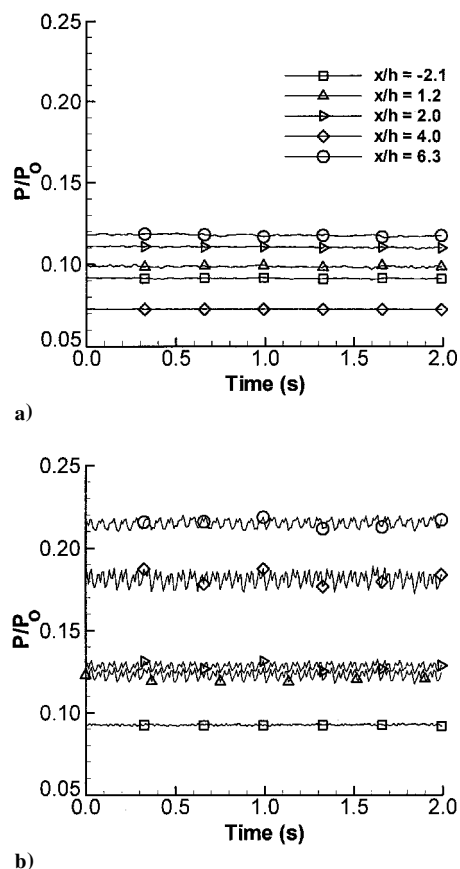 0.25
x/h = -2.1
x/h = 1.2
x/h = 2.0
x/h = 4.0
x/h = 6.3
0.20
P/Po
0.15
0.10
0.05
0.0 0.5 1.0 1.5 2.0
Time (s)
a)
0.25
0.20
P/Po
0.15
0.10
0.05
0.0 0.5 1.0 1.5 2.0
Time (s)
b)